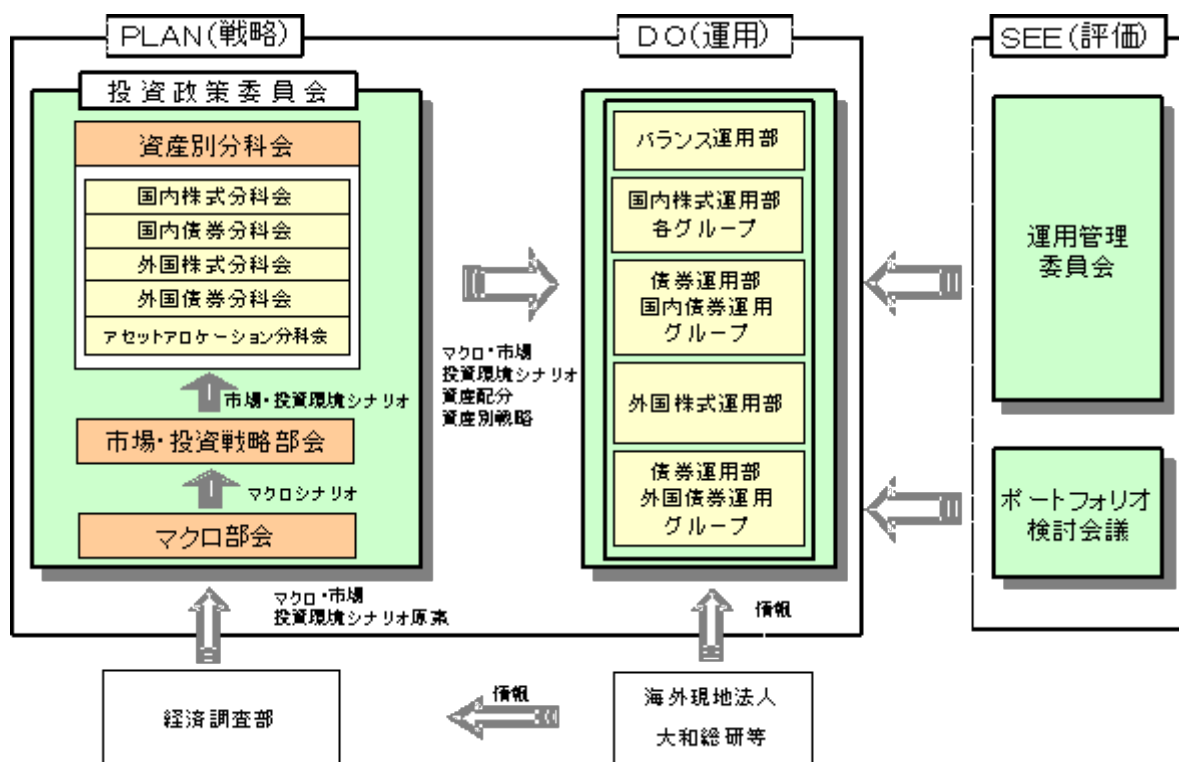 PLAN(戦略)
投資政策委員会
資産別分科会
国内株式分科会
国内債券分科会
外国株式分科会
外国債券分科会
アセットアロケーション分科会
市場・投資環境シナリオ
市場・投資戦略部会
マクロシナリオ
マクロ部会
マクロ・市場
投資環境シナリオ
資産配分
資産別戦略
DO(運用)
バランス運用部
国内株式運用部
各グループ
債券運用部
国内債券運用
グループ
外国株式運用部
債券運用部
外国債券運用
グループ
SEE(評価)
運用管理
委員会
ポートフォリオ
検討会議
マクロ・市場
投資環境シナリオ原案
情報
経済調査部
情報
海外現地法人
大和総研等